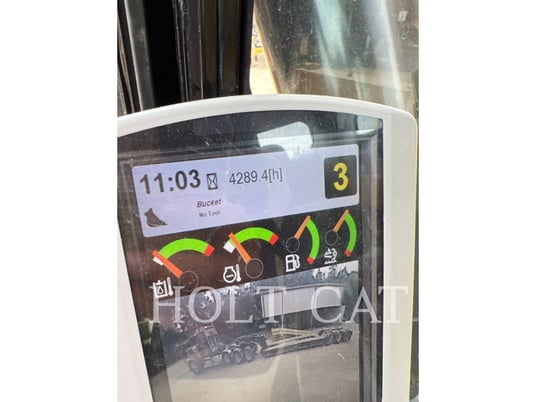 11:03 4289.4[h] 3
Bucket
No Tool
HOLT CAT